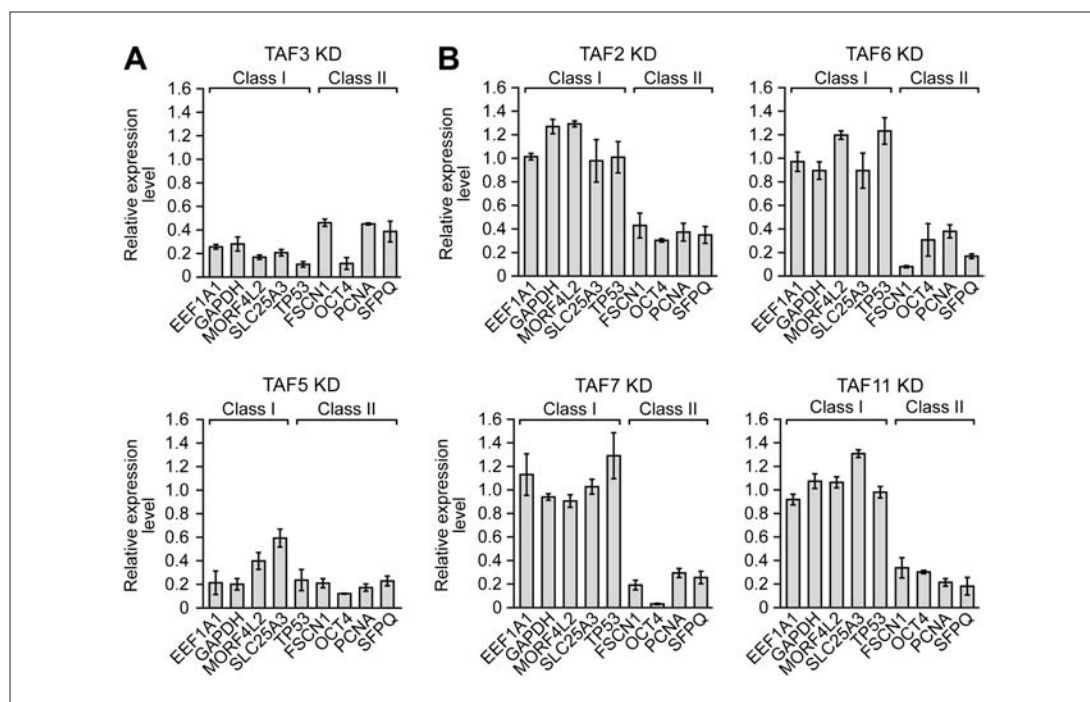 A
TAF3 KD
Class I
Class II
Relative expression
level
1.6
1.4
1.2
1.0
0.8
0.6
0.4
0.2
0
EEF1A1
GAPDH
MORF4L2
SLC25A3
TP53
FSCN1
OCT4
PCNA
SFPQ
B
TAF2 KD
Class I
Class II
Relative expression
level
1.6
1.4
1.2
1.0
0.8
0.6
0.4
0.2
0
EEF1A1
GAPDH
MORF4L2
SLC25A3
TP53
FSCN1
OCT4
PCNA
SFPQ
TAF6 KD
Class I
Class II
1.6
1.4
1.2
1.0
0.8
0.6
0.4
0.2
0
EEF1A1
GAPDH
MORF4L2
SLC25A3
TP53
FSCN1
OCT4
PCNA
SFPQ
TAF5 KD
Class I
Class II
Relative expression
level
1.6
1.4
1.2
1.0
0.8
0.6
0.4
0.2
0
EEF1A1
GAPDH
MORF4L2
SLC25A3
TP53
FSCN1
OCT4
PCNA
SFPQ
TAF7 KD
Class I
Class II
Relative expression
level
1.6
1.4
1.2
1.0
0.8
0.6
0.4
0.2
0
EEF1A1
GAPDH
MORF4L2
SLC25A3
TP53
FSCN1
OCT4
PCNA
SFPQ
TAF11 KD
Class I
Class II
1.6
1.4
1.2
1.0
0.8
0.6
0.4
0.2
0
EEF1A1
GAPDH
MORF4L2
SLC25A3
TP53
FSCN1
OCT4
PCNA
SFPQ